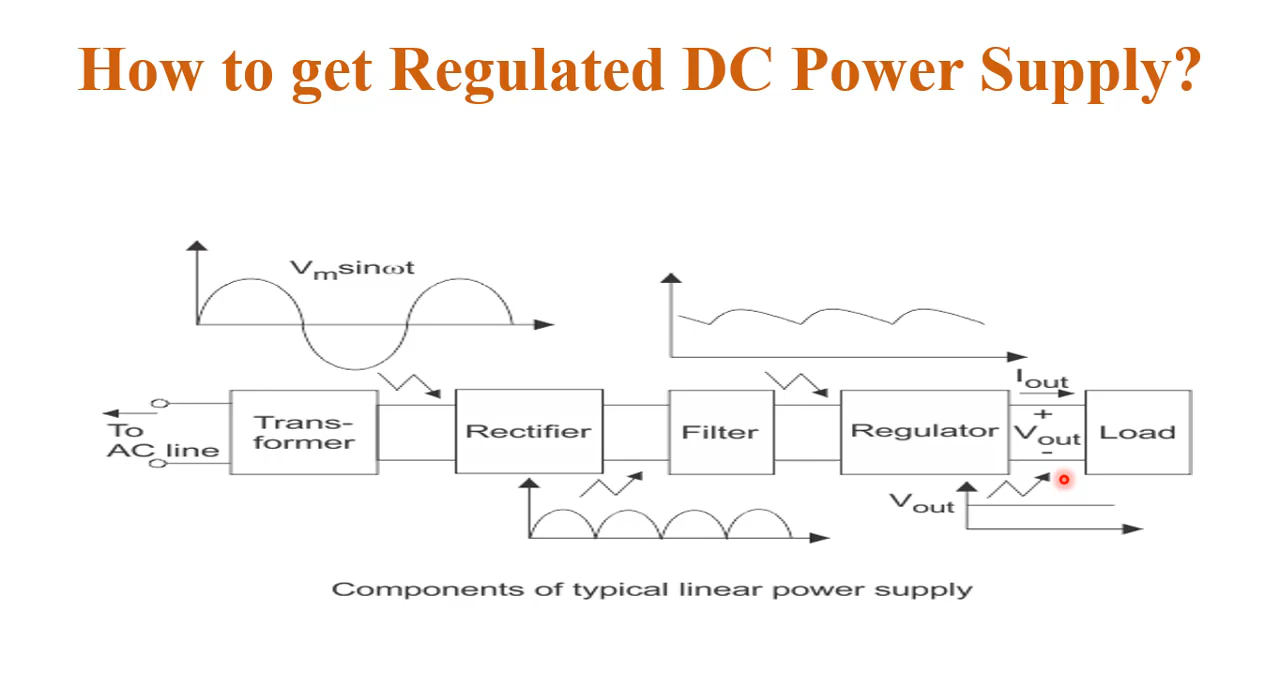 How to get Regulated DC Power Supply?
Vmsinωt
To
AC line
Trans-
former
Rectifier
Filter
Regulator
Iout
+
Vout
-
Load
Vout
Components of typical linear power supply